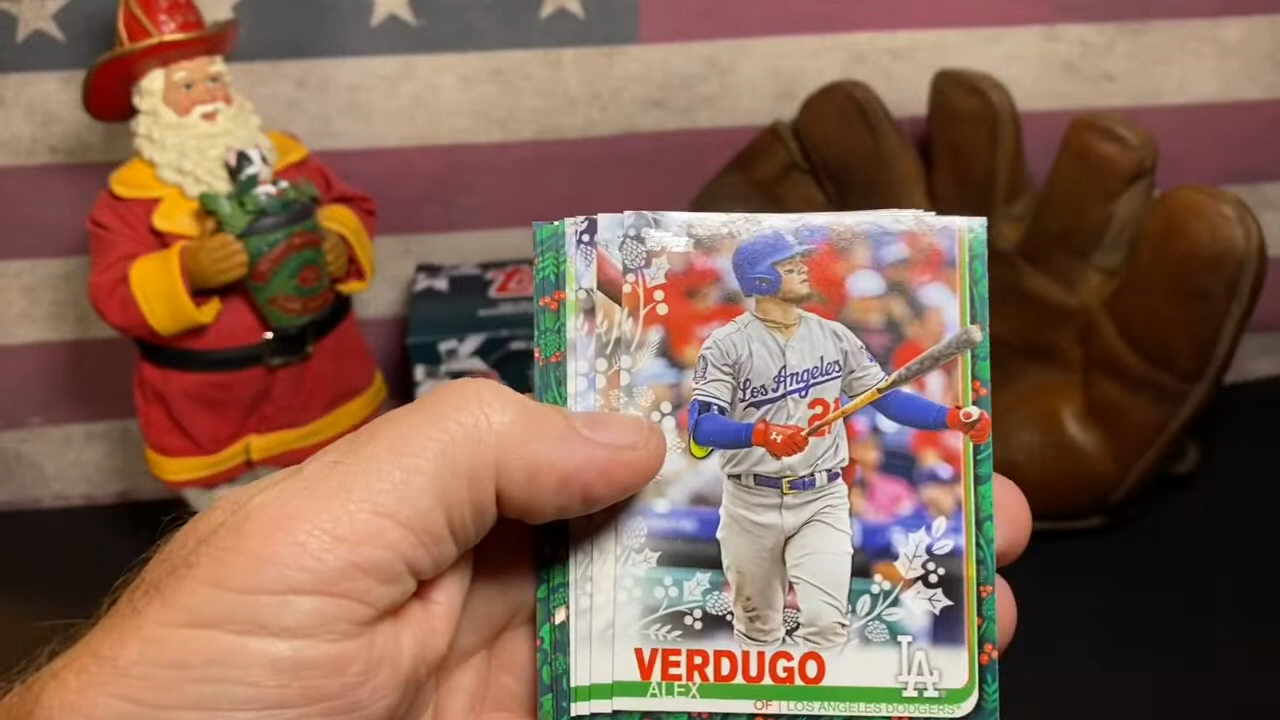 Los Angeles
21
VERDUGO
ALEX
LA
OF | LOS ANGELES DODGERS